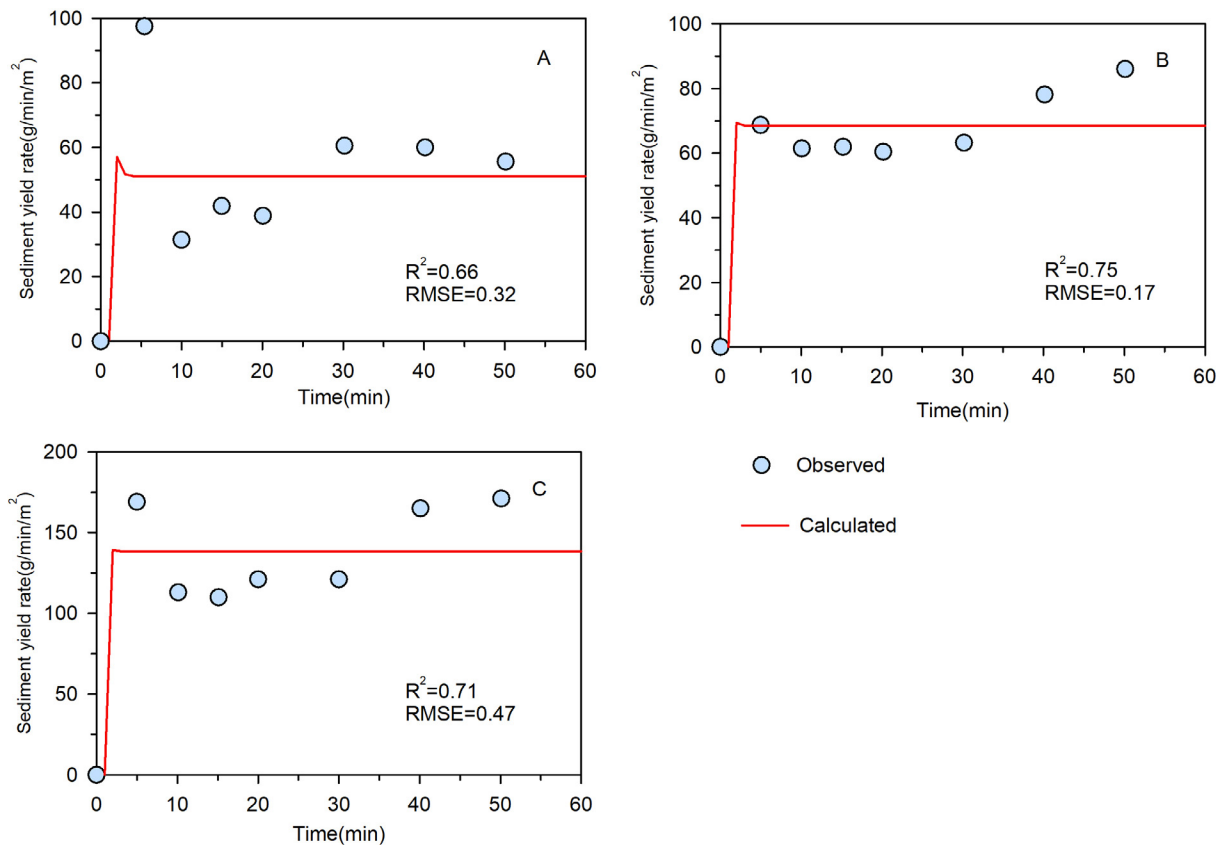 100
80
60
40
20
0
Sediment yield rate(g/min/m²)
A
R²=0.66
RMSE=0.32
0 10 20 30 40 50 60
Time(min)
100
80
60
40
20
0
Sediment yield rate(g/min/m²)
B
R²=0.75
RMSE=0.17
0 10 20 30 40 50 60
Time(min)
200
150
100
50
0
Sediment yield rate(g/min/m²)
C
R²=0.71
RMSE=0.47
0 10 20 30 40 50 60
Time(min)
Observed
Calculated